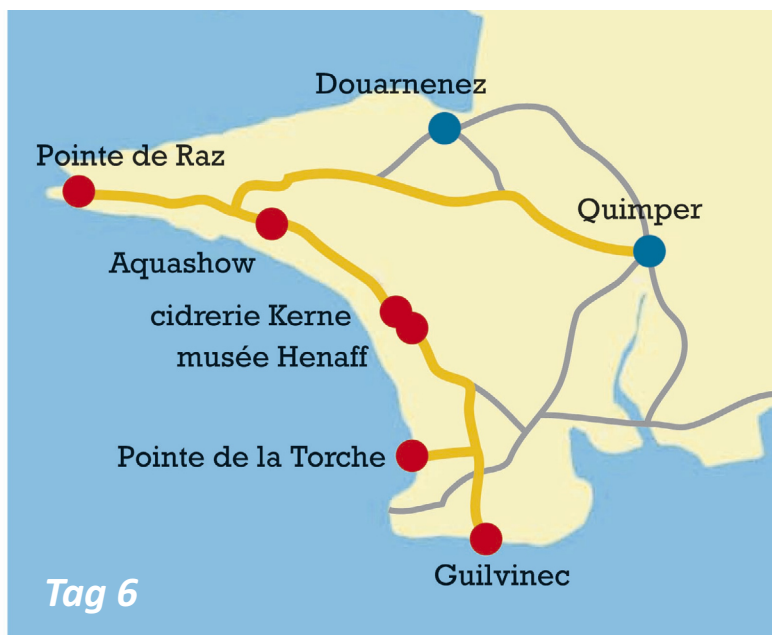 Douarnenez
Pointe de Raz
Quimper
Aquashow
cidrerie Kerne
musée Henaff
Pointe de la Torche
Guilvinec
Tag 6